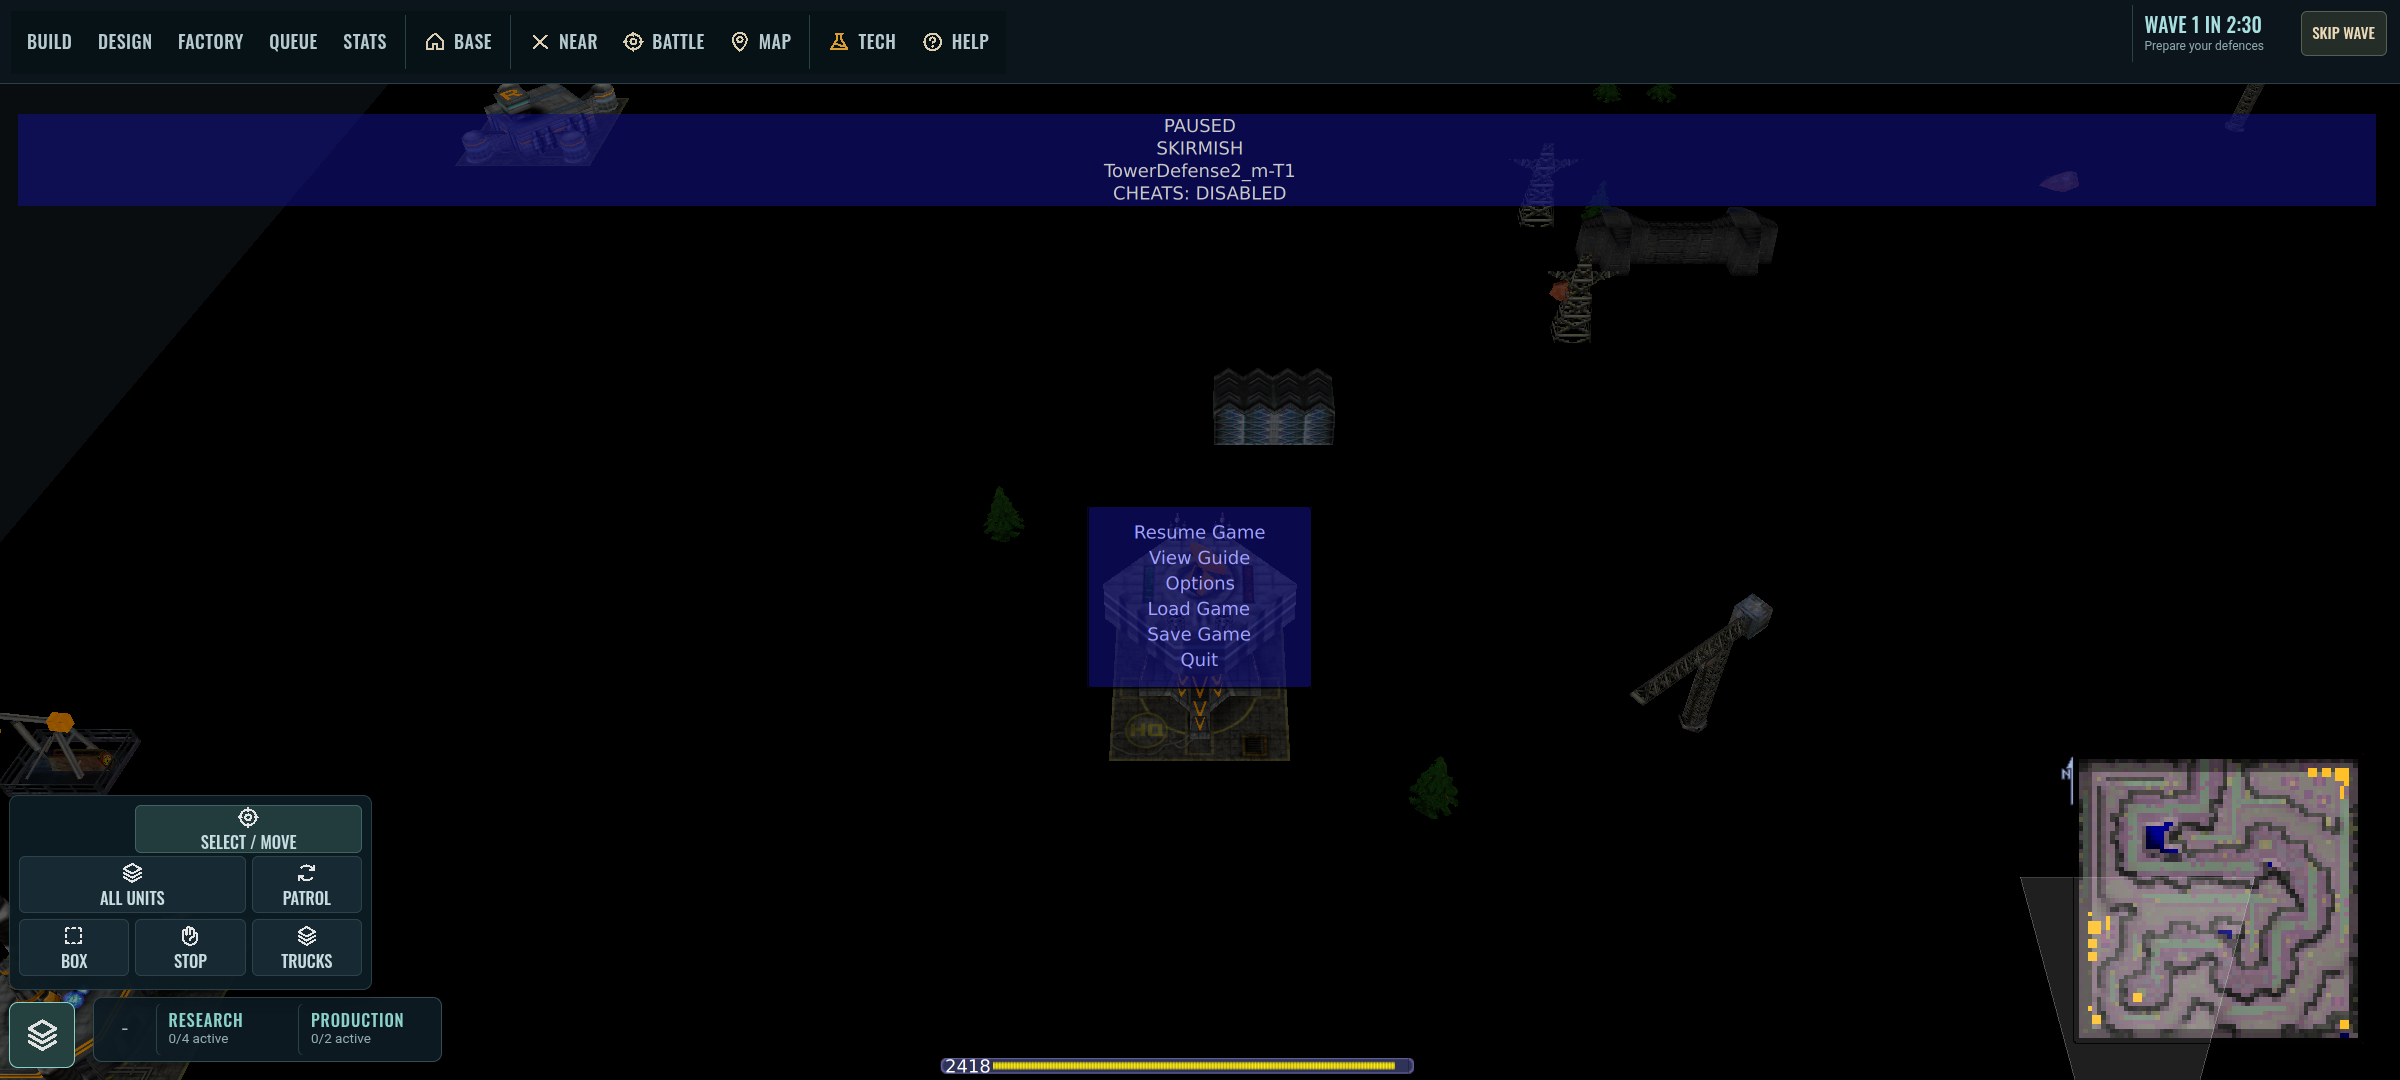 BUILD DESIGN FACTORY QUEUE STATS BASE NEAR BATTLE MAP TECH HELP
WAVE 1 IN 2:30
Prepare your defences
SKIP WAVE
PAUSED
SKIRMISH
TowerDefense2_m-T1
CHEATS: DISABLED
Resume Game
View Guide
Options
Load Game
Save Game
Quit
HQ
N
SELECT / MOVE
ALL UNITS PATROL
BOX STOP TRUCKS
- RESEARCH PRODUCTION
0/4 active 0/2 active
2418